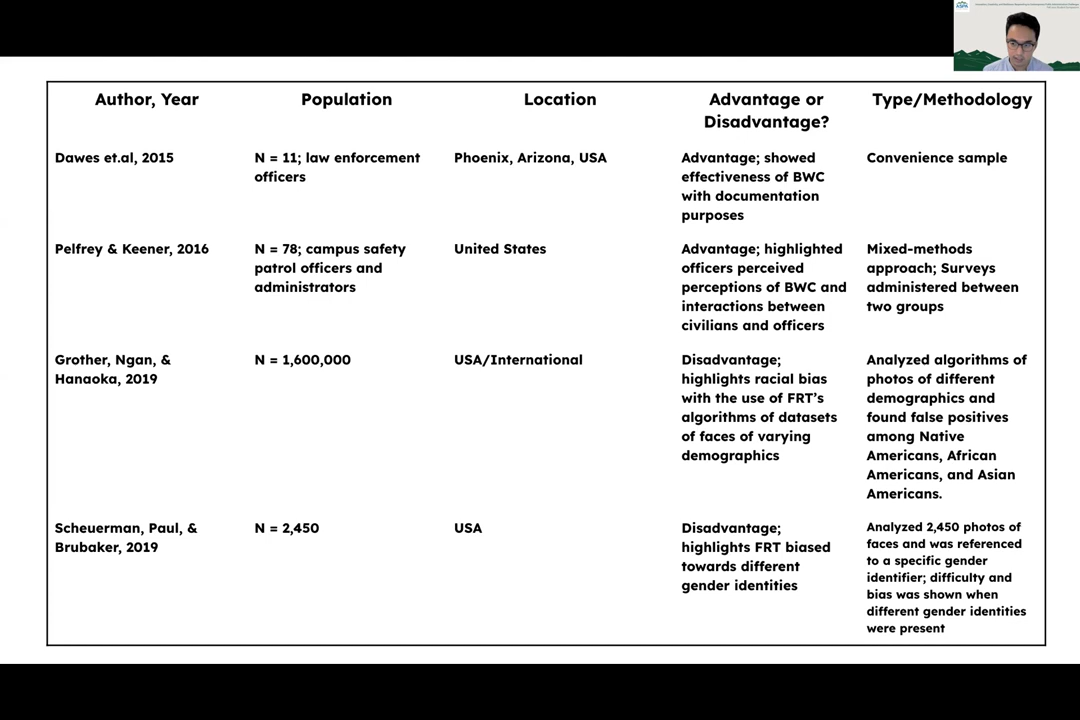 ASPA
Author, Year
Population
Location
Advantage or
Disadvantage?
Type/Methodology
Dawes et.al, 2015
N = 11; law enforcement
officers
Phoenix, Arizona, USA
Advantage; showed
effectiveness of BWC
with documentation
purposes
Convenience sample
Pelfrey & Keener, 2016
N = 78; campus safety
patrol officers and
administrators
United States
Advantage; highlighted
officers perceived
perceptions of BWC and
interactions between
civilians and officers
Mixed-methods
approach; Surveys
administered between
two groups
Grother, Ngan, &
Hanaoka, 2019
N = 1,600,000
USA/International
Disadvantage;
highlights racial bias
with the use of FRT’s
algorithms of datasets
of faces of varying
demographics
Analyzed algorithms of
photos of different
demographics and
found false positives
among Native
Americans, African
Americans, and Asian
Americans.
Scheuerman, Paul, &
Brubaker, 2019
N = 2,450
USA
Disadvantage;
highlights FRT biased
towards different
gender identities
Analyzed 2,450 photos of
faces and was referenced
to a specific gender
identifier; difficulty and
bias was shown when
different gender identities
were present